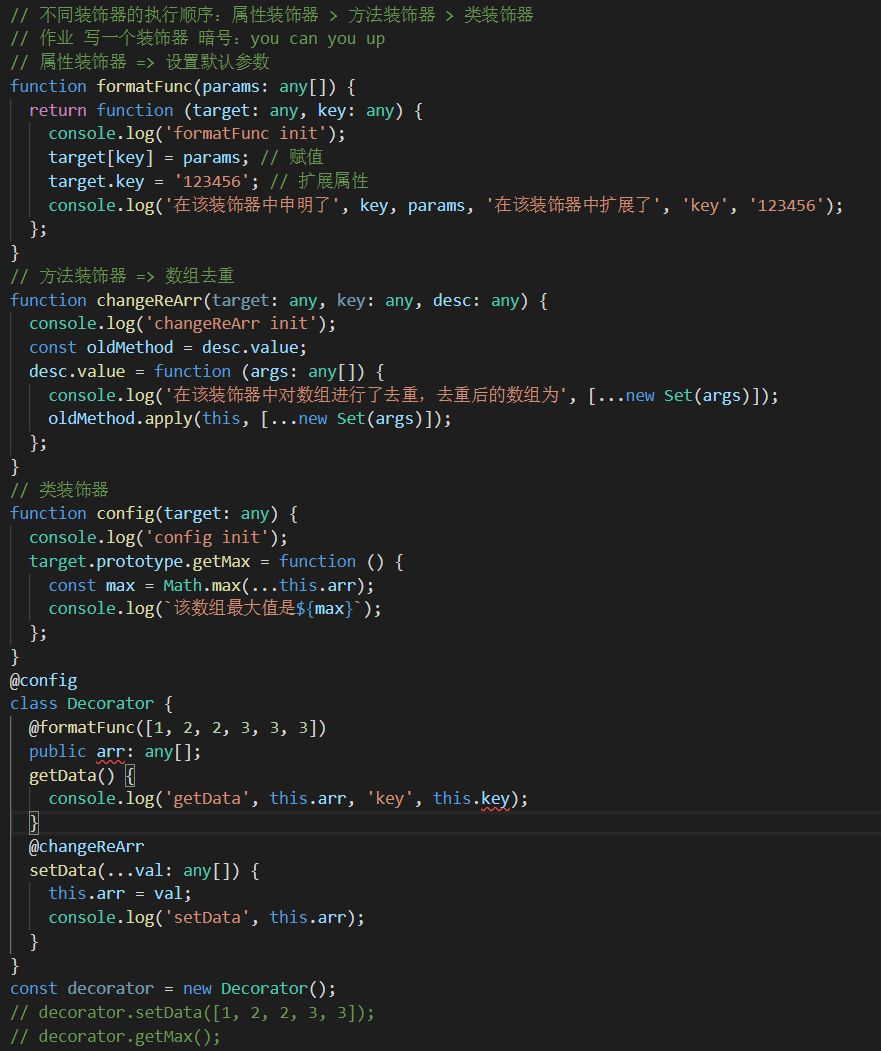 // 不同装饰器的执行顺序：属性装饰器 > 方法装饰器 > 类装饰器
// 作业 写一个装饰器 暗号：you can you up
// 属性装饰器 => 设置默认参数
function formatFunc(params: any[]) {
  return function (target: any, key: any) {
    console.log('formatFunc init');
    target[key] = params; // 赋值
    target.key = '123456'; // 扩展属性
    console.log('在该装饰器中申明了', key, params, '在该装饰器中扩展了', 'key', '123456');
  };
}
// 方法装饰器 => 数组去重
function changeReArr(target: any, key: any, desc: any) {
  console.log('changeReArr init');
  const oldMethod = desc.value;
  desc.value = function (args: any[]) {
    console.log('在该装饰器中对数组进行了去重，去重后的数组为', [...new Set(args)]);
    oldMethod.apply(this, [...new Set(args)]);
  };
}
// 类装饰器
function config(target: any) {
  console.log('config init');
  target.prototype.getMax = function () {
    const max = Math.max(...this.arr);
    console.log(`该数组最大值是${max}`);
  };
}
@config
class Decorator {
  @formatFunc([1, 2, 2, 3, 3, 3])
  public arr: any[];
  getData() {
    console.log('getData', this.arr, 'key', this.key);
  }
  @changeReArr
  setData(...val: any[]) {
    this.arr = val;
    console.log('setData', this.arr);
  }
}
const decorator = new Decorator();
// decorator.setData([1, 2, 2, 3, 3]);
// decorator.getMax();